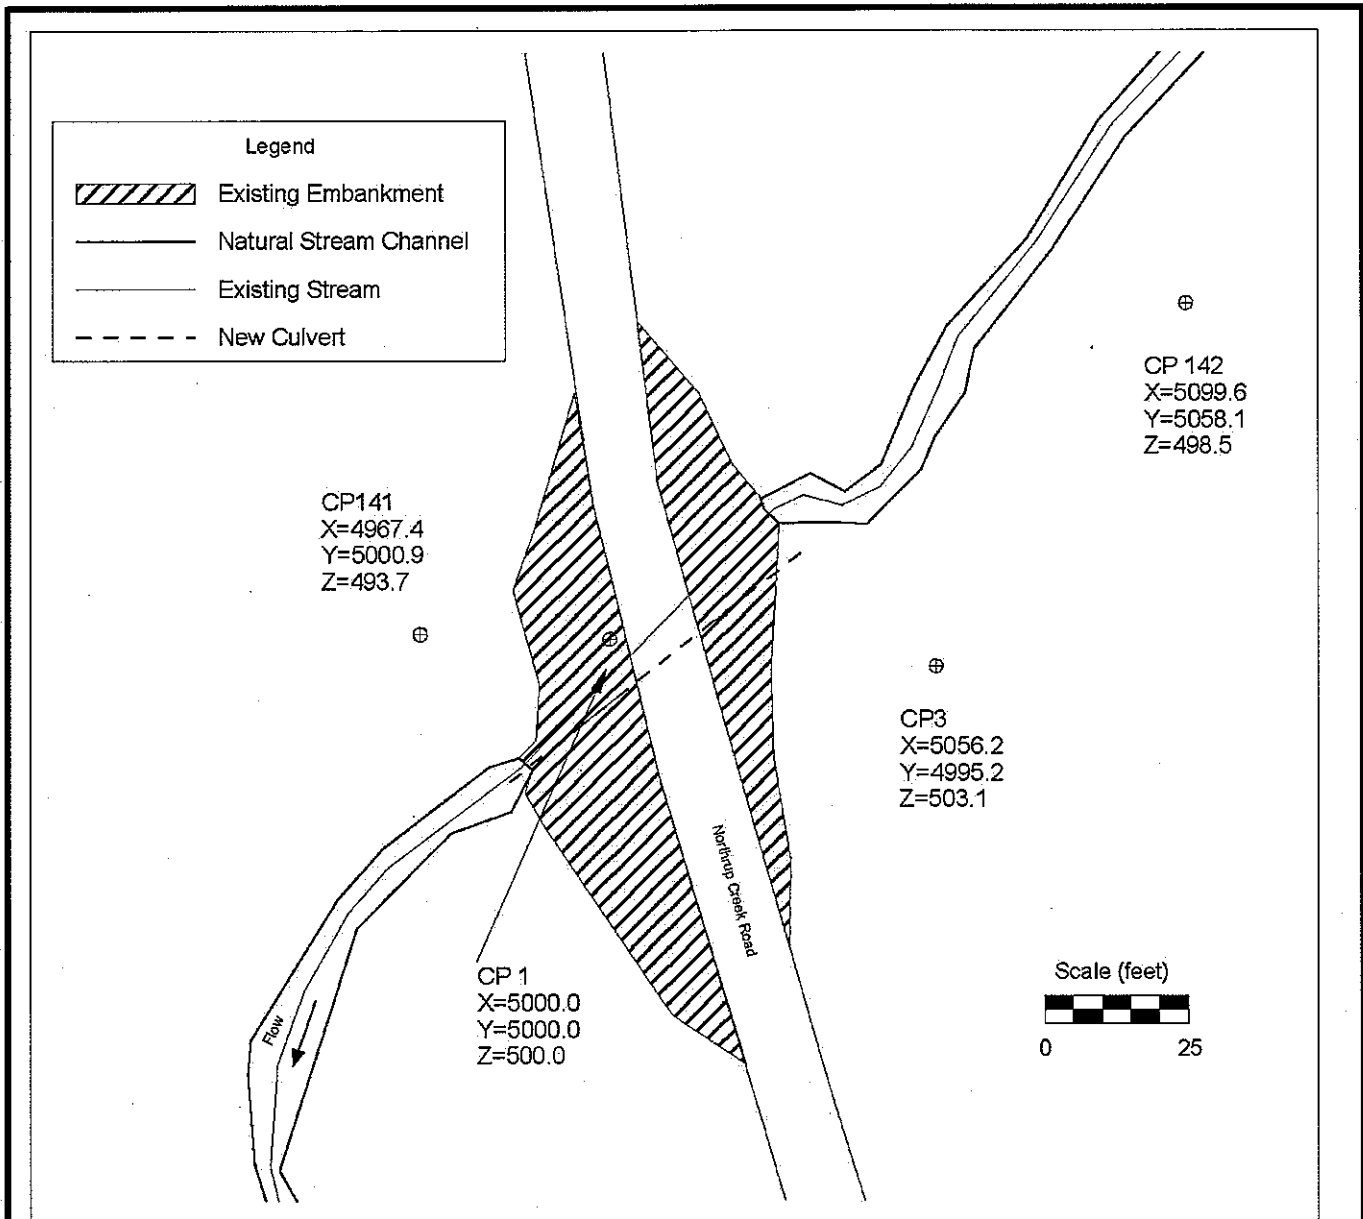 Legend
Existing Embankment
Natural Stream Channel
Existing Stream
New Culvert
CP 142
X=5099.6
Y=5058.1
Z=498.5
CP141
X=4967.4
Y=5000.9
Z=493.7
CP3
X=5056.2
Y=4995.2
Z=503.1
Northrup Creek Road
CP 1
X=5000.0
Y=5000.0
Z=500.0
Flow
Scale (feet)
0 25